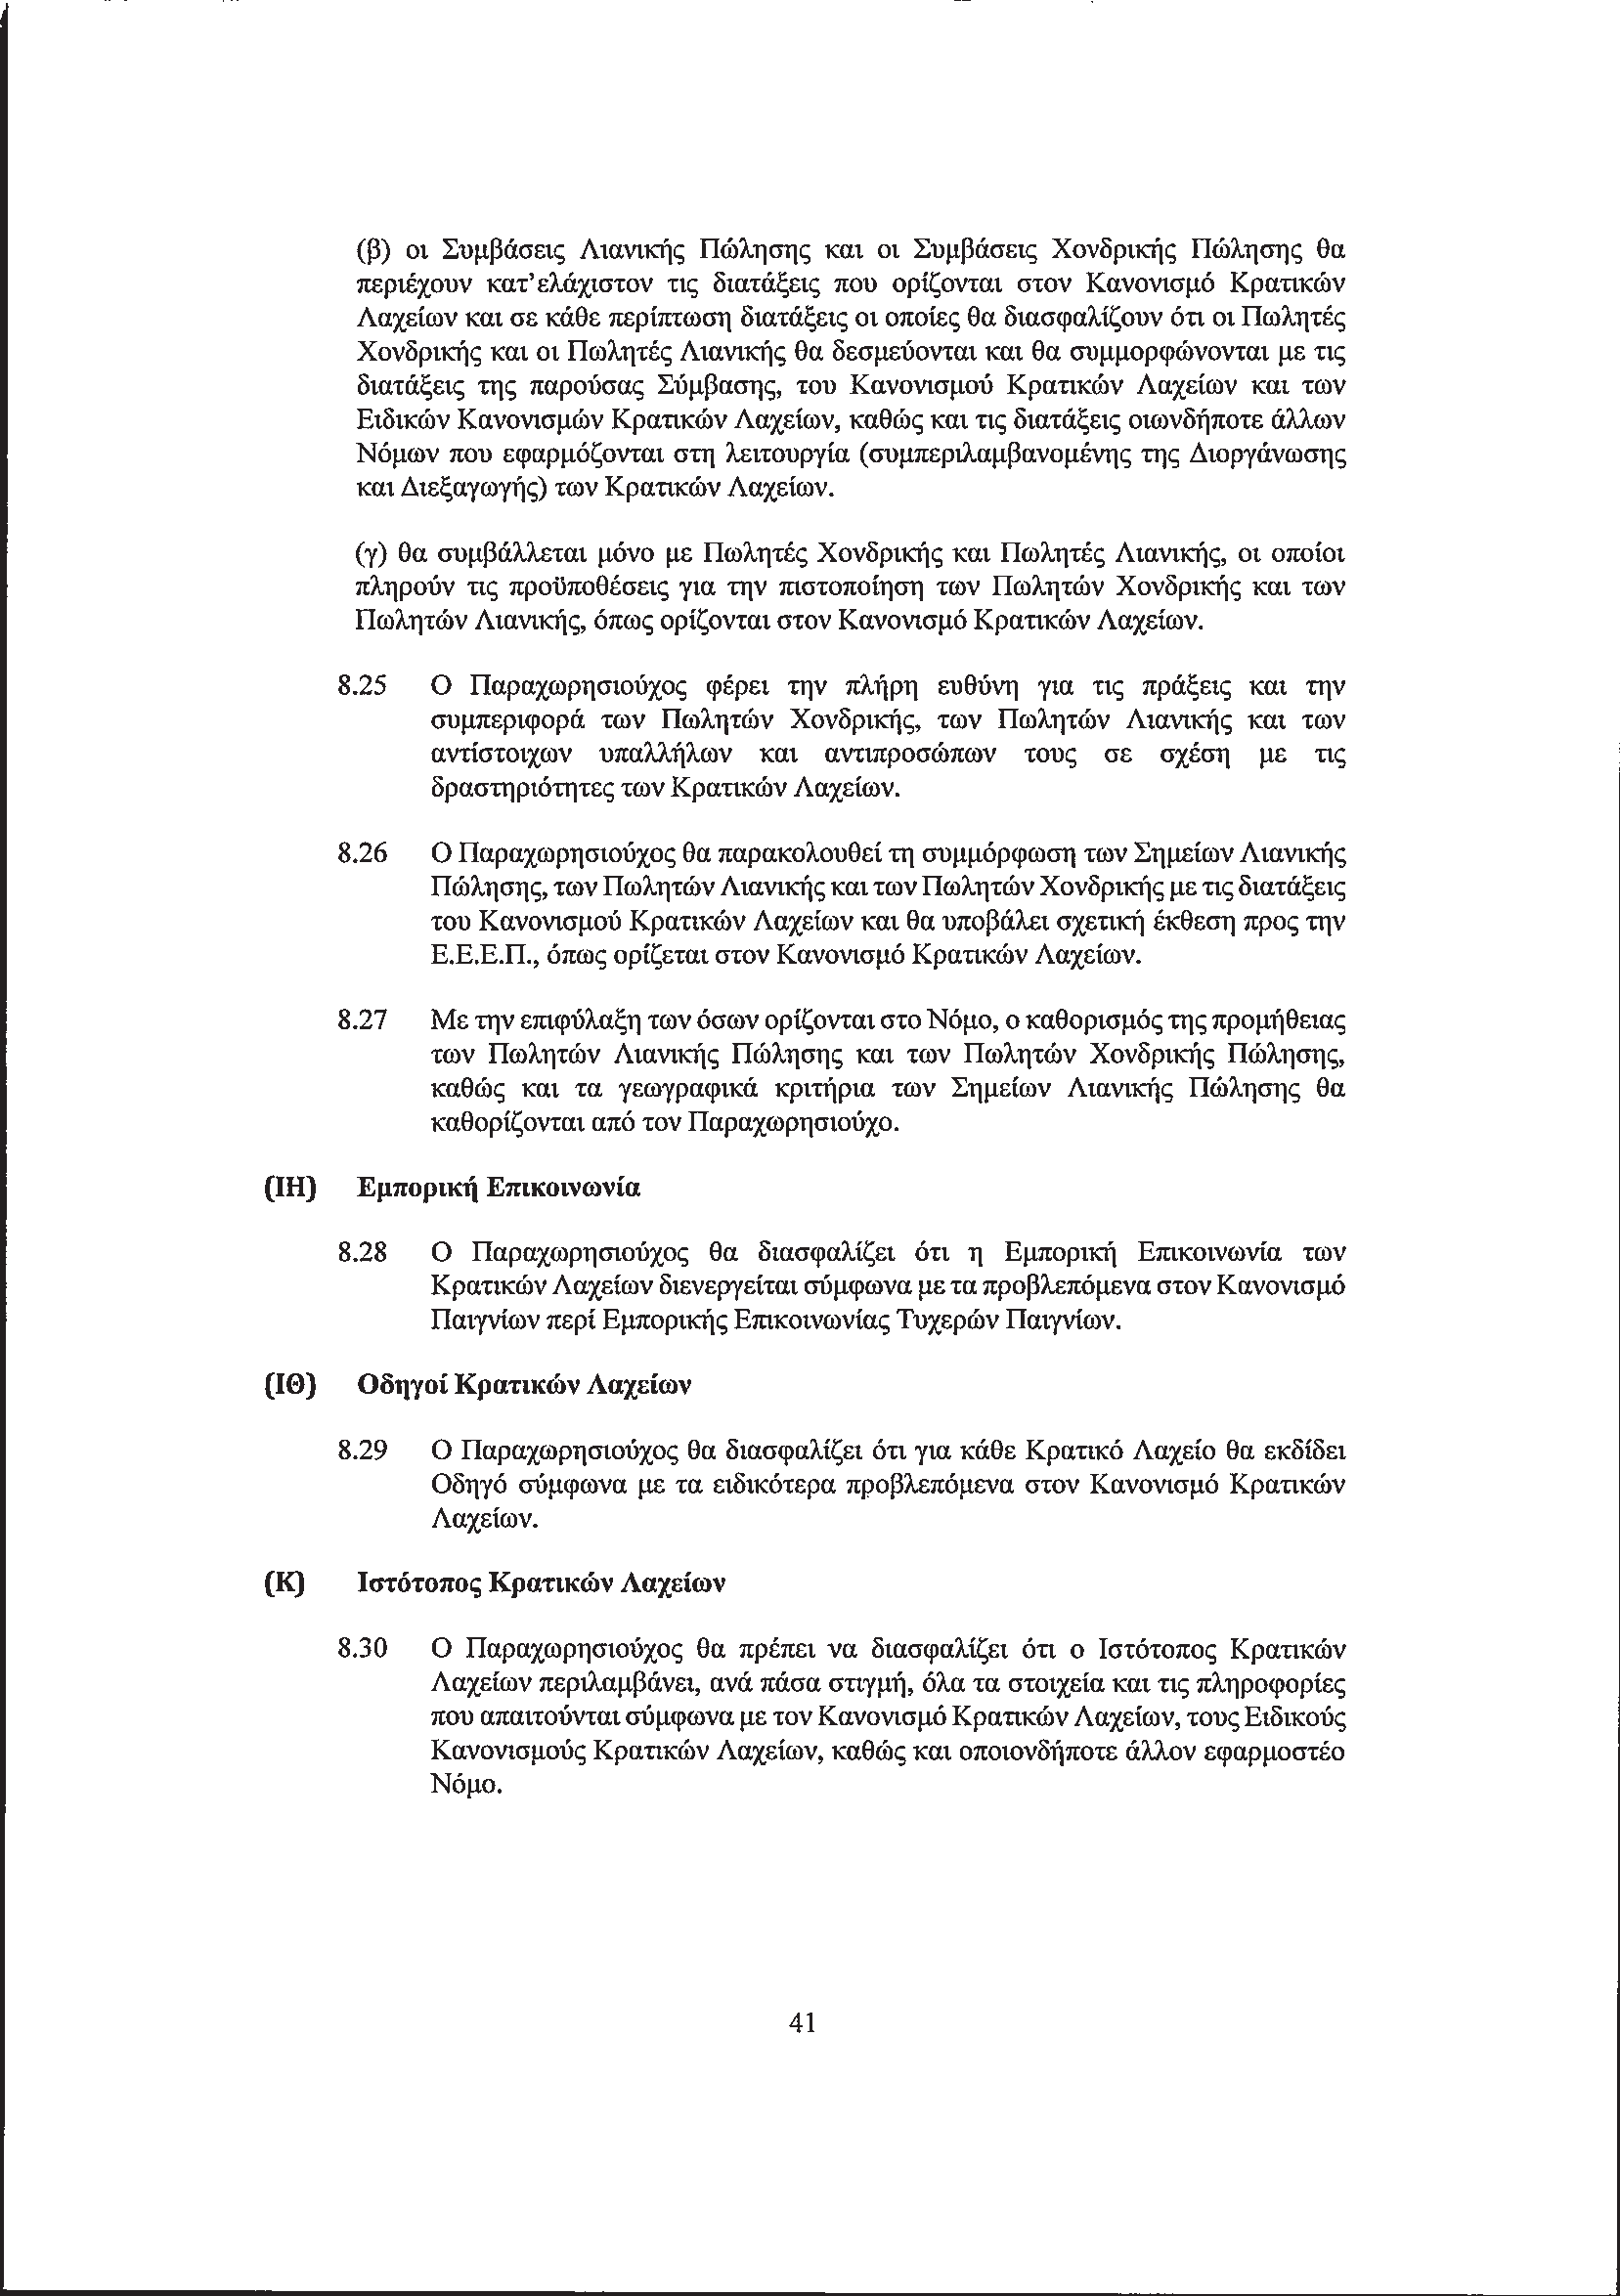 (β) οι Συμβάσεις Λιανικής Πώλησης και οι Συμβάσεις Χονδρικής Πώλησης θα
περιέχουν κατ’ελάχιστον τις διατάξεις που ορίζονται στον Κανονισμό Κρατικών
Λαχείων και σε κάθε περίπτωση διατάξεις οι οποίες θα διασφαλίζουν ότι οι Πωλητές
Χονδρικής και οι Πωλητές Λιανικής θα δεσμεύονται και θα συμμορφώνονται με τις
διατάξεις της παρούσας Σύμβασης, του Κανονισμού Κρατικών Λαχείων και των
Ειδικών Κανονισμών Κρατικών Λαχείων, καθώς και τις διατάξεις οιωνδήποτε άλλων
Νόμων που εφαρμόζονται στη λειτουργία (συμπεριλαμβανομένης της Διοργάνωσης
και Διεξαγωγής) των Κρατικών Λαχείων.
(γ) θα συμβάλλεται μόνο με Πωλητές Χονδρικής και Πωλητές Λιανικής, οι οποίοι
πληρούν τις προϋποθέσεις για την πιστοποίηση των Πωλητών Χονδρικής και των
Πωλητών Λιανικής, όπως ορίζονται στον Κανονισμό Κρατικών Λαχείων.
8.25 Ο Παραχωρησιούχος φέρει την πλήρη ευθύνη για τις πράξεις και την
συμπεριφορά των Πωλητών Χονδρικής, των Πωλητών Λιανικής και των
αντίστοιχων υπαλλήλων και αντιπροσώπων τους σε σχέση με τις
δραστηριότητες των Κρατικών Λαχείων.
8.26 Ο Παραχωρησιούχος θα παρακολουθεί τη συμμόρφωση των Σημείων Λιανικής
Πώλησης, των Πωλητών Λιανικής και των Πωλητών Χονδρικής με τις διατάξεις
του Κανονισμού Κρατικών Λαχείων και θα υποβάλει σχετική έκθεση προς την
Ε.Ε.Ε.Π., όπως ορίζεται στον Κανονισμό Κρατικών Λαχείων.
8.27 Με την επιφύλαξη των όσων ορίζονται στο Νόμο, ο καθορισμός της προμήθειας
των Πωλητών Λιανικής Πώλησης και των Πωλητών Χονδρικής Πώλησης,
καθώς και τα γεωγραφικά κριτήρια των Σημείων Λιανικής Πώλησης θα
καθορίζονται από τον Παραχωρησιούχο.
(ΙΗ) Εμπορική Επικοινωνία
8.28 Ο Παραχωρησιούχος θα διασφαλίζει ότι η Εμπορική Επικοινωνία των
Κρατικών Λαχείων διενεργείται σύμφωνα με τα προβλεπόμενα στον Κανονισμό
Παιγνίων περί Εμπορικής Επικοινωνίας Τυχερών Παιγνίων.
(ΙΘ) Οδηγοί Κρατικών Λαχείων
8.29 Ο Παραχωρησιούχος θα διασφαλίζει ότι για κάθε Κρατικό Λαχείο θα εκδίδει
Οδηγό σύμφωνα με τα ειδικότερα προβλεπόμενα στον Κανονισμό Κρατικών
Λαχείων.
(Κ) Ιστότοπος Κρατικών Λαχείων
8.30 Ο Παραχωρησιούχος θα πρέπει να διασφαλίζει ότι ο Ιστότοπος Κρατικών
Λαχείων περιλαμβάνει, ανά πάσα στιγμή, όλα τα στοιχεία και τις πληροφορίες
που απαιτούνται σύμφωνα με τον Κανονισμό Κρατικών Λαχείων, τους Ειδικούς
Κανονισμούς Κρατικών Λαχείων, καθώς και οποιονδήποτε άλλον εφαρμοστέο
Νόμο.
41